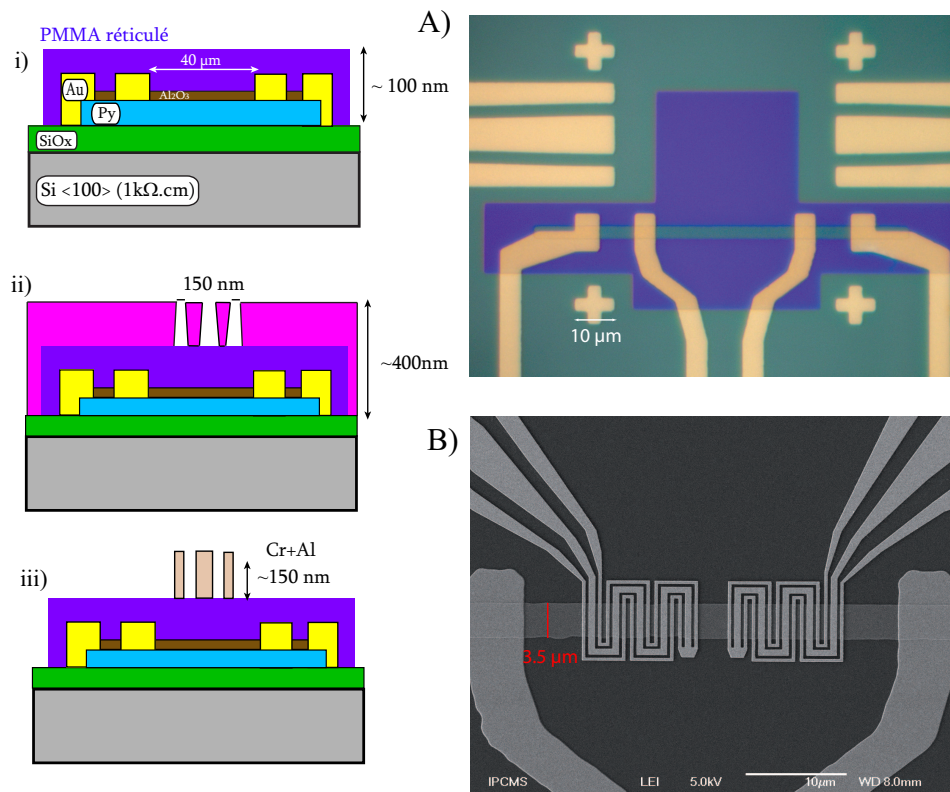 PMMA réticulé
i)
40 µm
Au
Al₂O₃
Py
~ 100 nm
SiOx
Si <100> (1kΩ.cm)
ii)
150 nm
~400nm
iii)
Cr+Al
~150 nm
A)
10 µm
B)
3.5 µm
IPCMS
LEI
5.0kV
10µm
WD 8.0mm